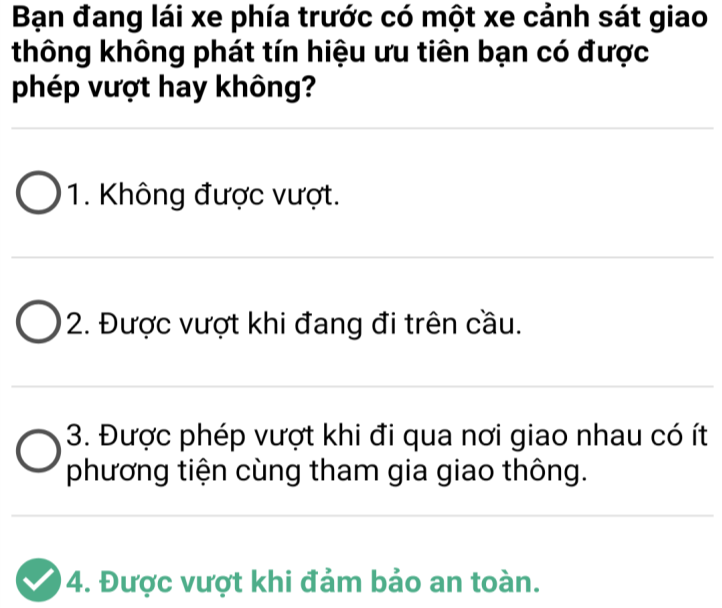 Bạn đang lái xe phía trước có một xe cảnh sát giao
thông không phát tín hiệu ưu tiên bạn có được
phép vượt hay không?
1. Không được vượt.
2. Được vượt khi đang đi trên cầu.
3. Được phép vượt khi đi qua nơi giao nhau có ít
phương tiện cùng tham gia giao thông.
4. Được vượt khi đảm bảo an toàn.